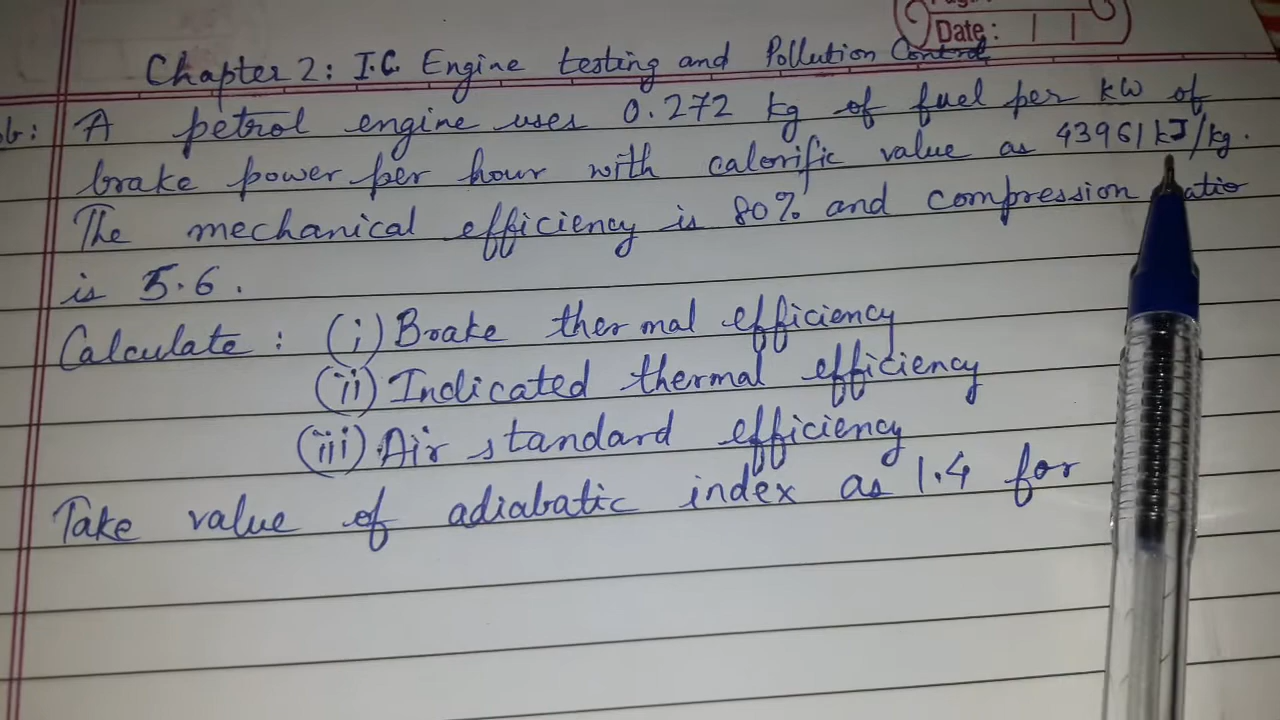 Date:
Chapter 2: I.C. Engine testing and Pollution Control
A petrol engine uses 0.272 kg of fuel per kW of
brake power per hour with calorific value as 43961 kJ/kg.
The mechanical efficiency is 80% and compression
is 5.6.
Calculate: (i) Brake thermal efficiency
(ii) Indicated thermal efficiency
(iii) Air standard efficiency
Take value of adiabatic index as 1.4 for